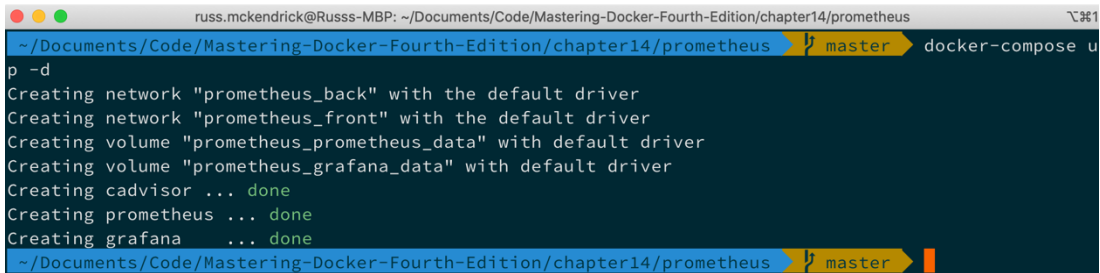 russ.mckendrick@Russs-MBP: ~/Documents/Code/Mastering-Docker-Fourth-Edition/chapter14/prometheus ⌥⌘1
~/Documents/Code/Mastering-Docker-Fourth-Edition/chapter14/prometheus master docker-compose u
p -d
Creating network "prometheus_back" with the default driver
Creating network "prometheus_front" with the default driver
Creating volume "prometheus_prometheus_data" with default driver
Creating volume "prometheus_grafana_data" with default driver
Creating cadvisor ... done
Creating prometheus ... done
Creating grafana    ... done
~/Documents/Code/Mastering-Docker-Fourth-Edition/chapter14/prometheus master